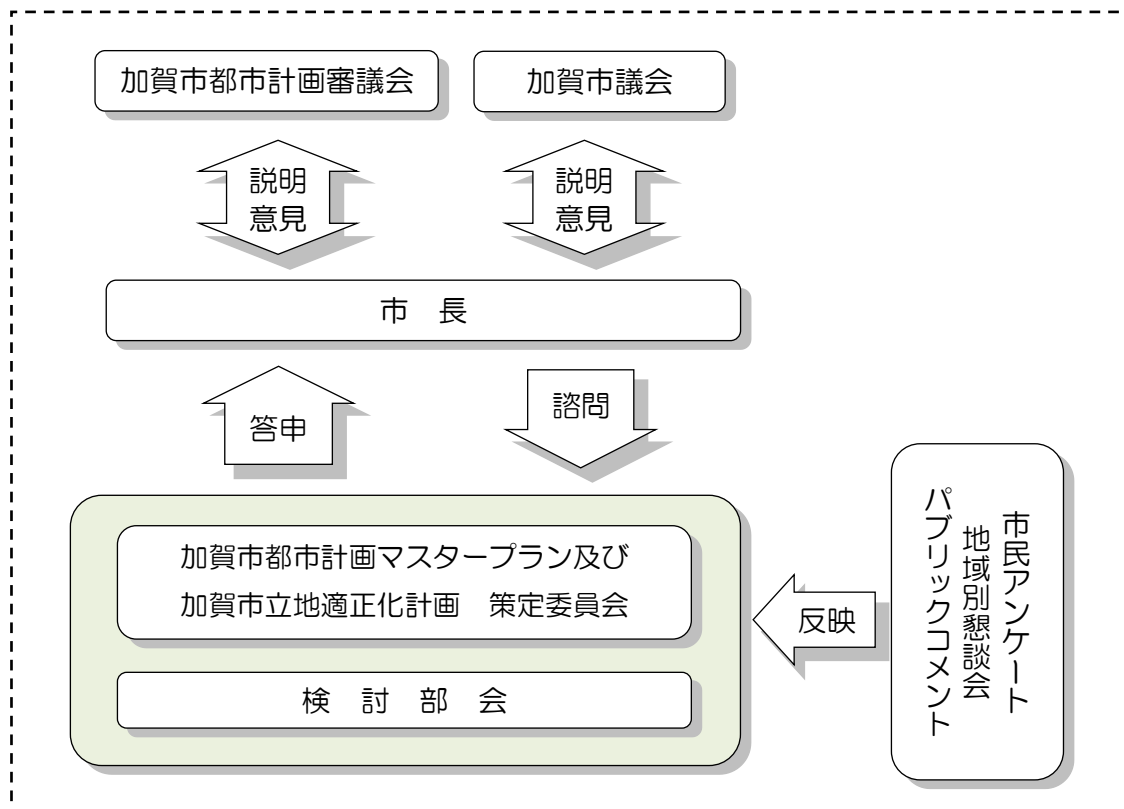 加賀市都市計画審議会
加賀市議会
説明
意見
説明
意見
市　長
答申
諮問
加賀市都市計画マスタープラン及び
加賀市立地適正化計画　策定委員会
検　討　部　会
反映
市民アンケート
地域別懇談会
パブリックコメント